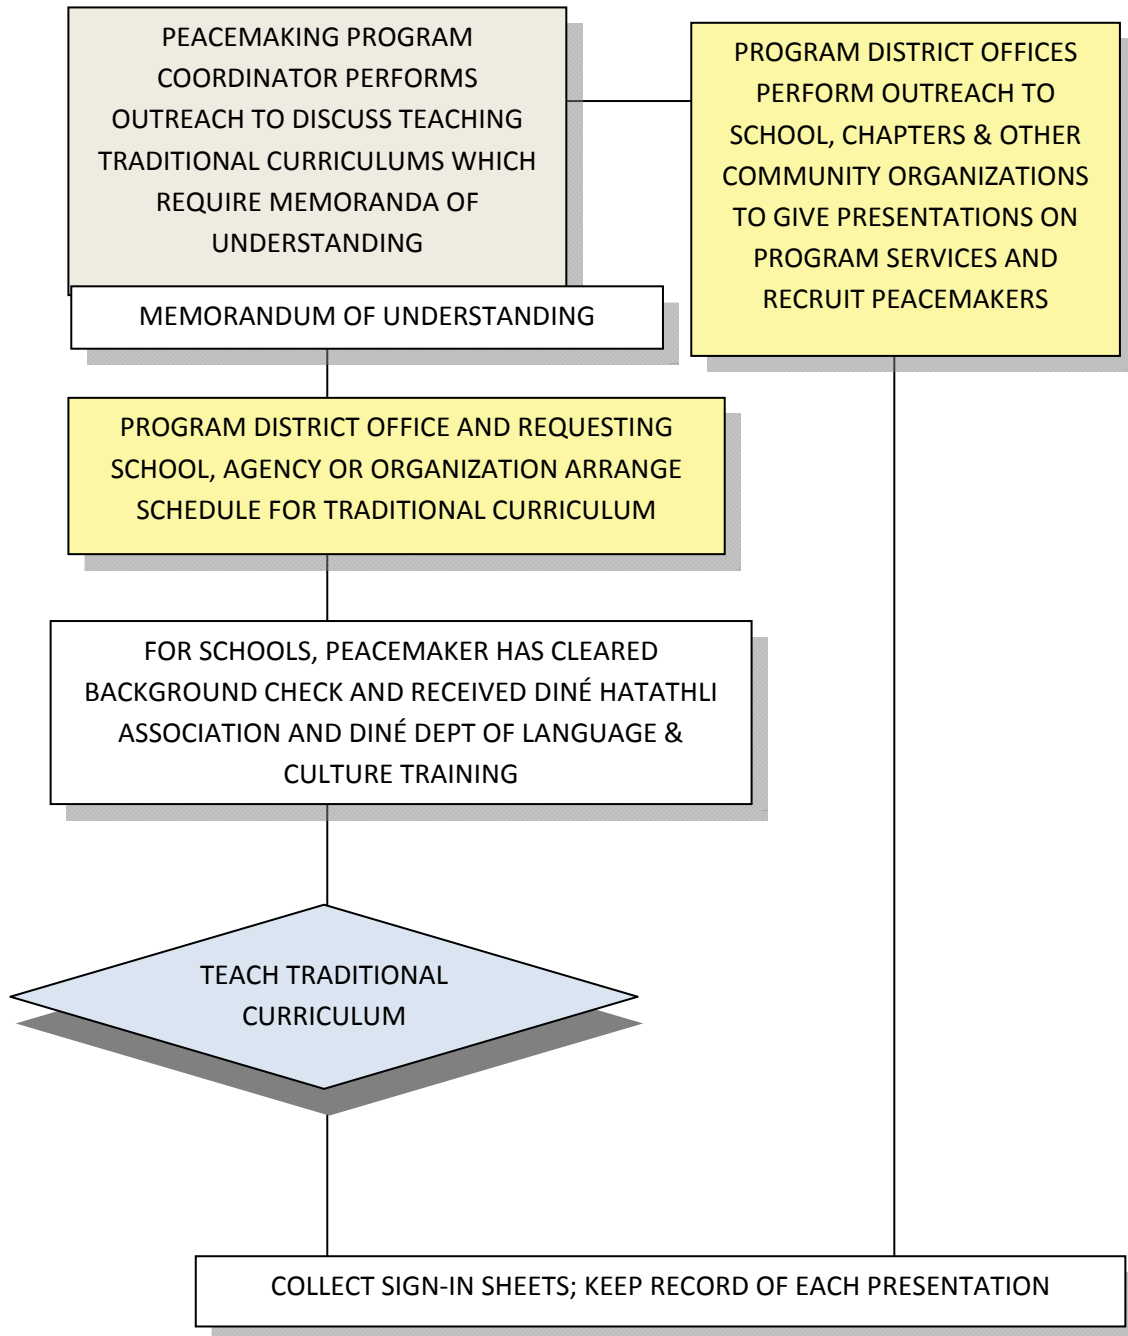 PEACEMAKING PROGRAM
COORDINATOR PERFORMS
OUTREACH TO DISCUSS TEACHING
TRADITIONAL CURRICULUMS WHICH
REQUIRE MEMORANDA OF
UNDERSTANDING
MEMORANDUM OF UNDERSTANDING
PROGRAM DISTRICT OFFICES
PERFORM OUTREACH TO
SCHOOL, CHAPTERS & OTHER
COMMUNITY ORGANIZATIONS
TO GIVE PRESENTATIONS ON
PROGRAM SERVICES AND
RECRUIT PEACEMAKERS
PROGRAM DISTRICT OFFICE AND REQUESTING
SCHOOL, AGENCY OR ORGANIZATION ARRANGE
SCHEDULE FOR TRADITIONAL CURRICULUM
FOR SCHOOLS, PEACEMAKER HAS CLEARED
BACKGROUND CHECK AND RECEIVED DINÉ HATATHLI
ASSOCIATION AND DINÉ DEPT OF LANGUAGE &
CULTURE TRAINING
TEACH TRADITIONAL
CURRICULUM
COLLECT SIGN-IN SHEETS; KEEP RECORD OF EACH PRESENTATION